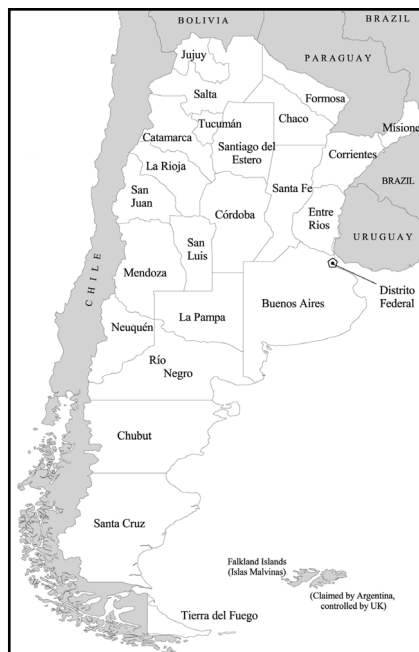 BOLIVIA
BRAZIL
PARAGUAY
Jujuy
Salta
Formosa
Chaco
Tucumán
Misiones
Catamarca
Santiago del
Estero
Corrientes
La Rioja
Santa Fe
BRAZIL
San
Juan
Córdoba
Entre
Rios
URUGUAY
San
Luis
CHILE
Mendoza
Distrito
Federal
Buenos Aires
La Pampa
Neuquén
Río
Negro
Chubut
Santa Cruz
Falkland Islands
(Islas Malvinas)
(Claimed by Argentina,
controlled by UK)
Tierra del Fuego